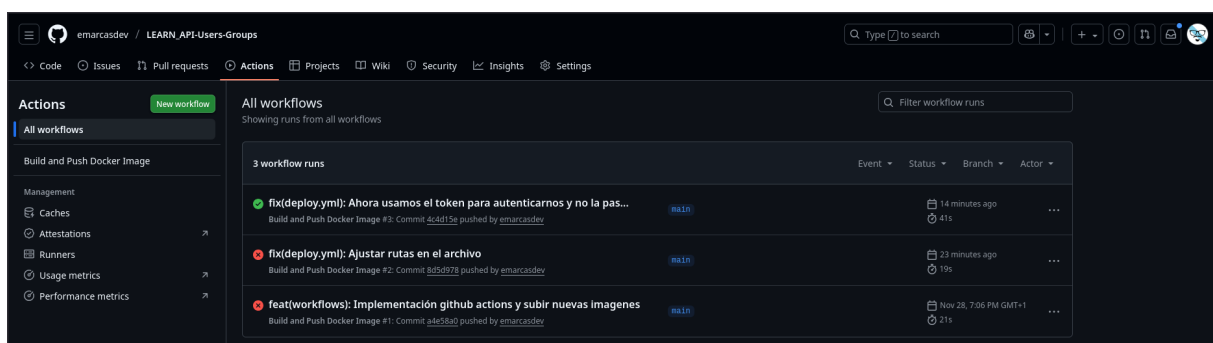 emarcasdev / LEARN_API-Users-Groups
Type / to search
Code Issues Pull requests Actions Projects Wiki Security Insights Settings
Actions
New workflow
All workflows
Build and Push Docker Image
Management
Caches
Attestations
Runners
Usage metrics
Performance metrics
All workflows
Showing runs from all workflows
Filter workflow runs
3 workflow runs
Event Status Branch Actor
fix(deploy.yml): Ahora usamos el token para autenticarnos y no la pas...
Build and Push Docker Image #3: Commit 4c4d15e pushed by emarcasdev
main
14 minutes ago
41s
fix(deploy.yml): Ajustar rutas en el archivo
Build and Push Docker Image #2: Commit 8d5d978 pushed by emarcasdev
main
23 minutes ago
19s
feat(workflows): Implementación github actions y subir nuevas imagenes
Build and Push Docker Image #1: Commit a4e58a0 pushed by emarcasdev
main
Nov 28, 7:06 PM GMT+1
21s